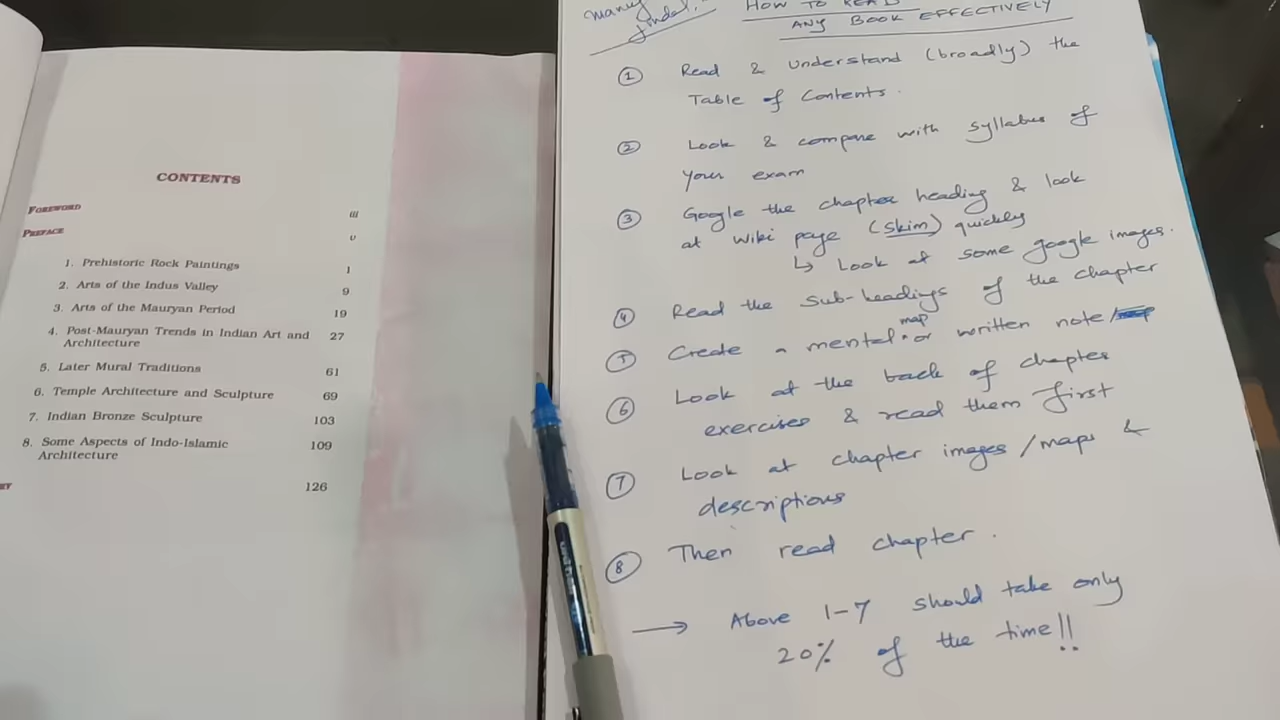 CONTENTS
FOREWORD iii
PREFACE v
1. Prehistoric Rock Paintings 1
2. Arts of the Indus Valley 9
3. Arts of the Mauryan Period 19
4. Post-Mauryan Trends in Indian Art and
Architecture 27
5. Later Mural Traditions 61
6. Temple Architecture and Sculpture 69
7. Indian Bronze Sculpture 103
8. Some Aspects of Indo-Islamic
Architecture 109
126
HOW TO READ
ANY BOOK EFFECTIVELY
① Read & understand (broadly) the
Table of Contents.
② Look & compare with syllabus of
your exam
③ Google the chapter heading & look
at Wiki page (skim) quickly
↳ Look at some google images.
④ Read the sub-headings of the chapter
map
⑤ Create a mental or written note/
⑥ Look at the back of chapter
exercises & read them first
⑦ Look at chapter images/maps &
descriptions
⑧ Then read chapter.
→ Above 1-7 should take only
20% of the time!!